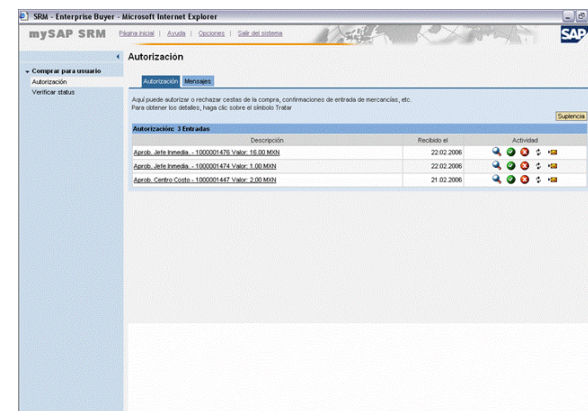 SRM - Enterprise Buyer - Microsoft Internet Explorer
mySAP SRM
Página inicial | Ayuda | Opciones | Salir del sistema
SAP
Autorización
Comprar para usuario
Autorización
Verificar status
Autorización Mensajes
Aquí puede autorizar o rechazar cestas de la compra, confirmaciones de entrada de mercancías, etc.
Para obtener los detalles, haga clic sobre el símbolo Tratar
Suplencia
Autorización: 3 Entradas
Descripción Recibido el Actividad
Aprob. Jefe Inmedia. - 1000001476 Valor: 16,00 MXN 22.02.2006
Aprob. Jefe Inmedia. - 1000001474 Valor: 1,00 MXN 22.02.2006
Aprob. Centro Costo - 1000001447 Valor: 2,00 MXN 21.02.2006